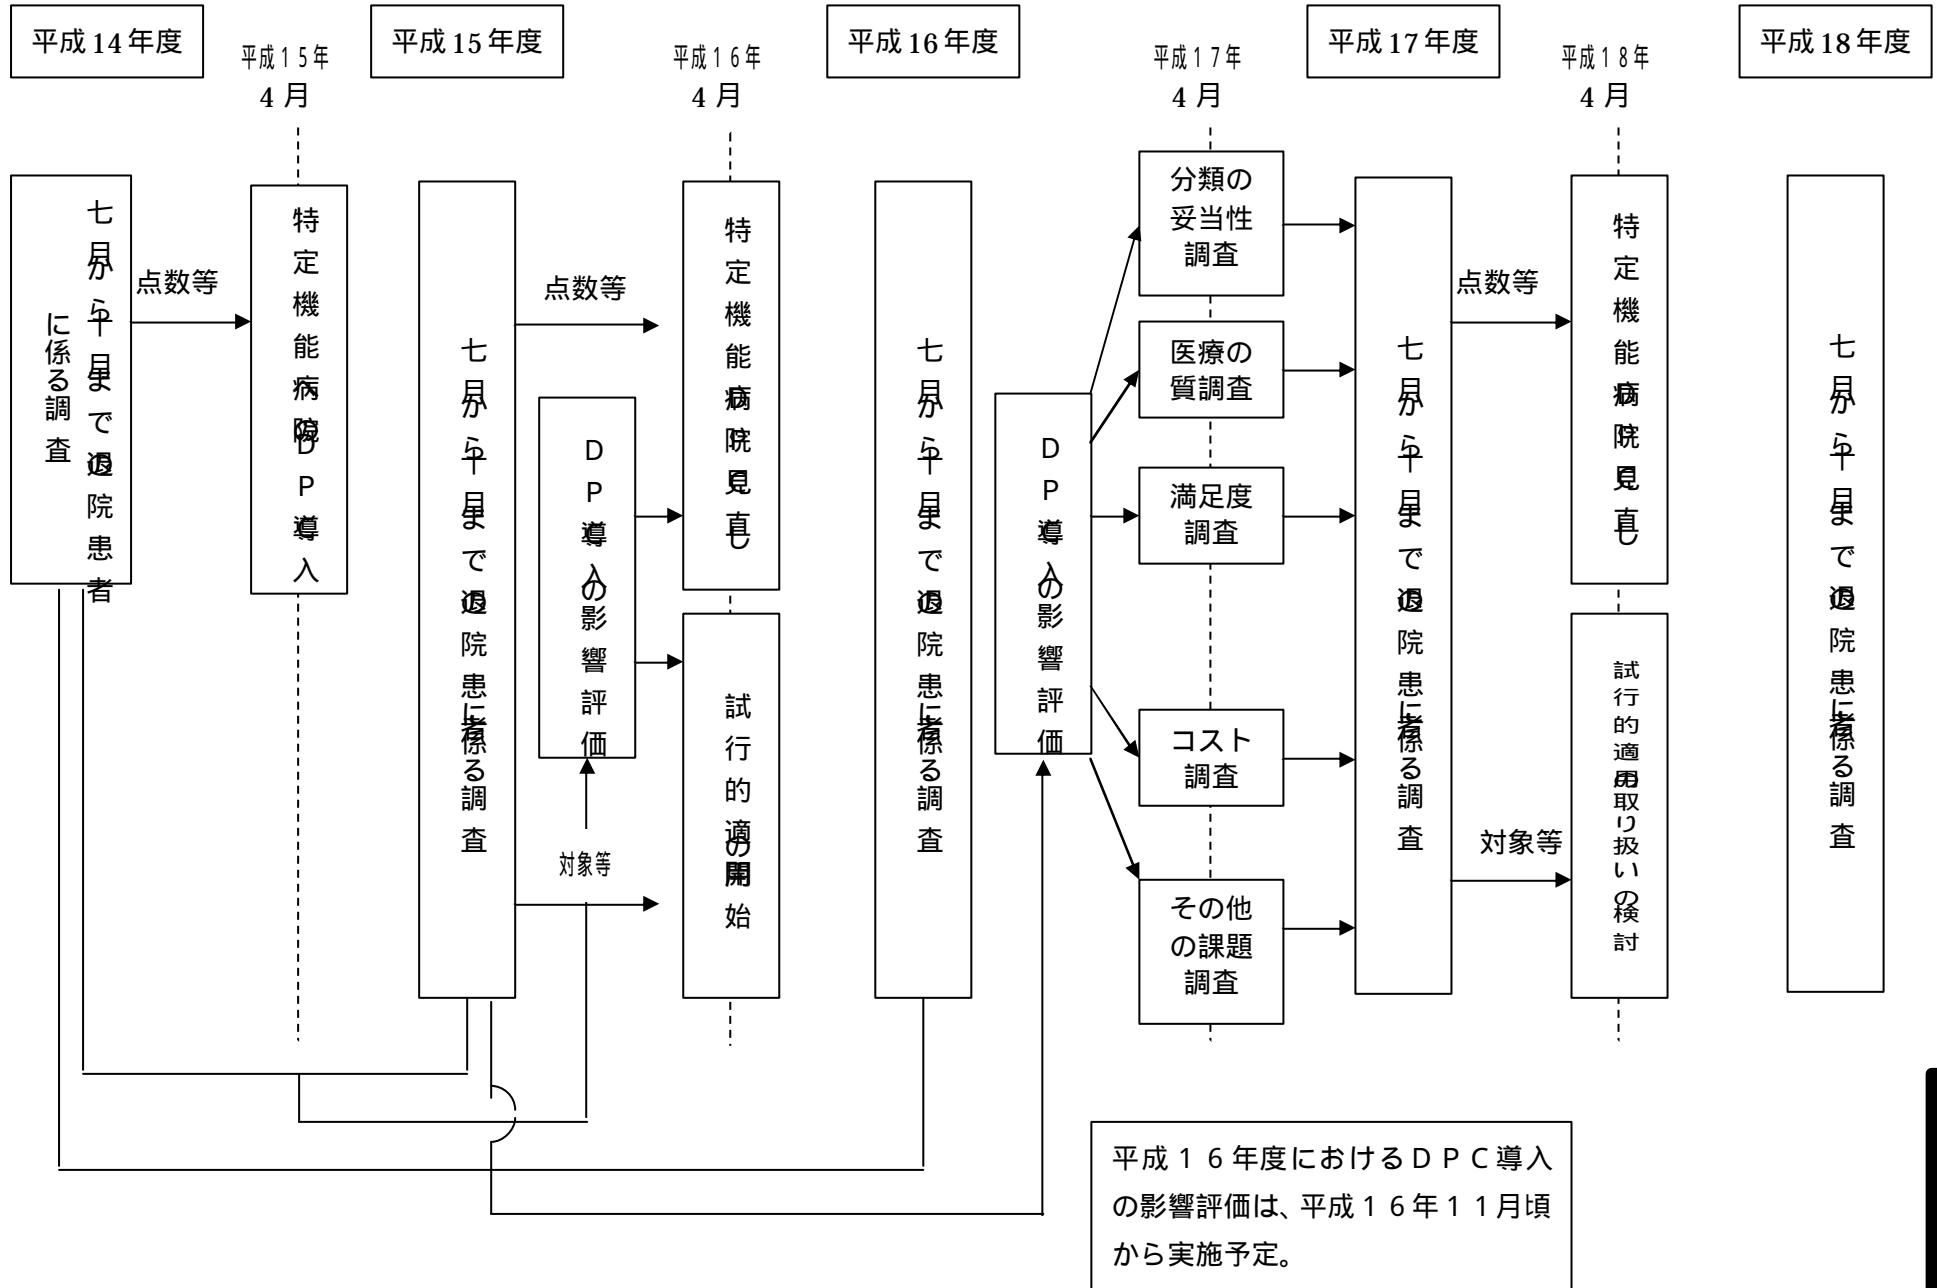 平成14年度
平成15年
4月
平成15年度
平成16年
4月
平成16年度
平成17年
4月
平成17年度
平成18年
4月
平成18年度
七月から十月までの退院患者
に係る調査
点数等
特定機能病院へのDPC導入
七月から十月までの退院患者に係る調査
点数等
対象等
DPC導入の影響評価
特定機能病院DPC見直し
試行的適用の開始
七月から十月までの退院患者に係る調査
DPC導入の影響評価
分類の
妥当性
調査
医療の
質調査
満足度
調査
コスト
調査
その他
の課題
調査
七月から十月までの退院患者に係る調査
点数等
対象等
特定機能病院DPC見直し
試行的適用の取り扱いの検討
七月から十月までの退院患者に係る調査
平成16年度におけるDPC導入
の影響評価は、平成16年11月頃
から実施予定。